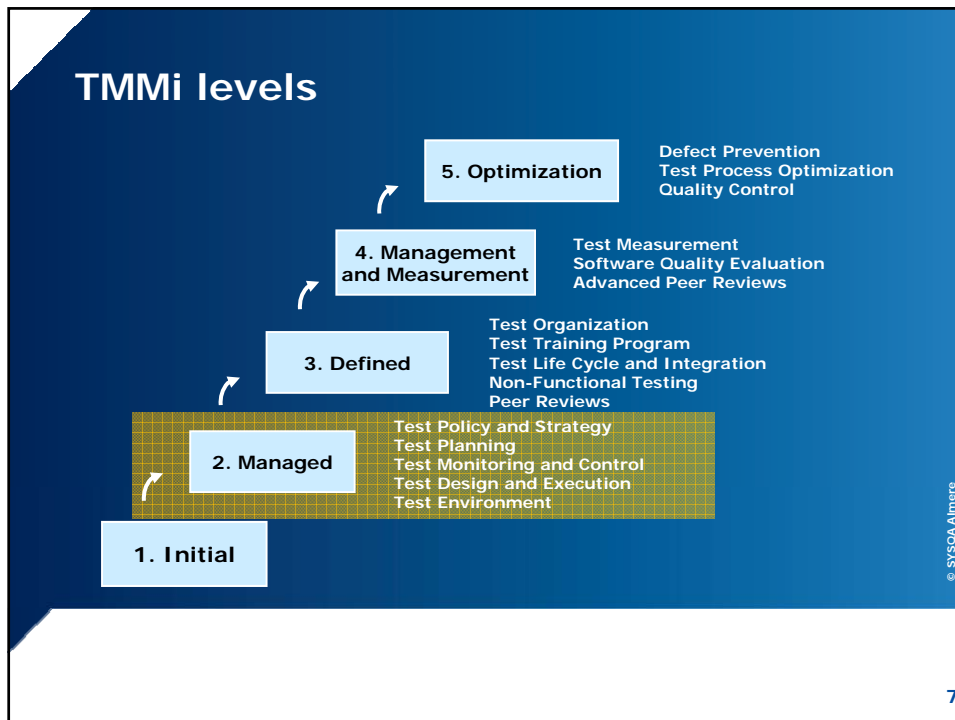 TMMi levels
5. Optimization
Defect Prevention
Test Process Optimization
Quality Control
4. Management
and Measurement
Test Measurement
Software Quality Evaluation
Advanced Peer Reviews
3. Defined
Test Organization
Test Training Program
Test Life Cycle and Integration
Non-Functional Testing
Peer Reviews
2. Managed
Test Policy and Strategy
Test Planning
Test Monitoring and Control
Test Design and Execution
Test Environment
1. Initial
© SYSQA Almere
7